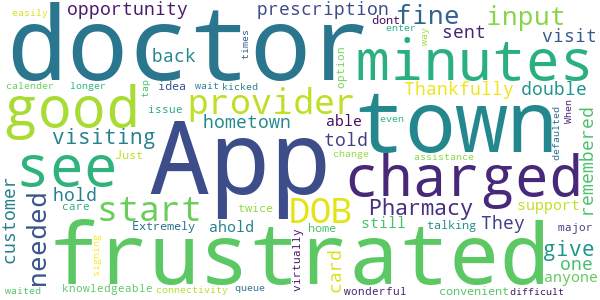 easily opportunity prescription dont fine input
enter
doctor minutes
back times option way sent visit
calender longer tap idea wait kicked Thankfully double
good provider town
issue able even defaulted When remembered
visiting hometown told change
see Just App charged
assistance
customer needed hold care start twice DOB Pharmacy support
Extremely ahold still talking They major
frustrated
signing home virtually card give one anyone
waited knowledgeable connectivity queue wonderful convenient difficult